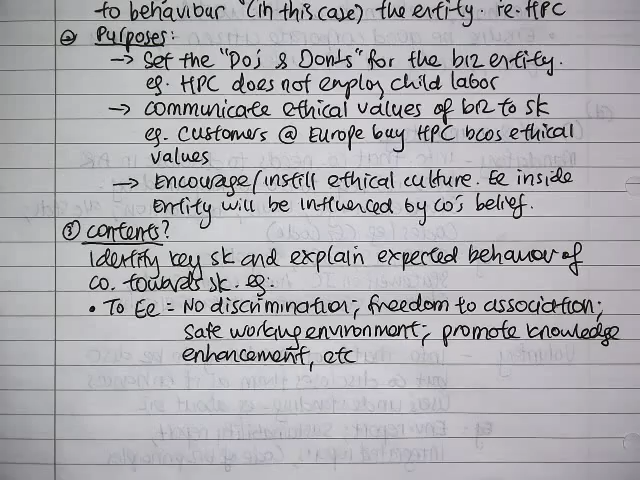 to behaviour (in this case) the entity. ie. HPC
② Purposes:
→ Set the "Do's & Donts" for the biz entity.
eg. HPC does not employ child labor
→ communicate ethical values of biz to sk
eg. Customers @ Europe buy HPC bcos ethical
values
→ Encourage/instill ethical culture. Ee inside
Entity will be influenced by co's belief.
③ contents?
Identify key sk and explain expected behavour of
co. towards sk. eg:
• To Ee = No discrimination; freedom to association;
Safe working environment; promote knowledge
enhancement, etc